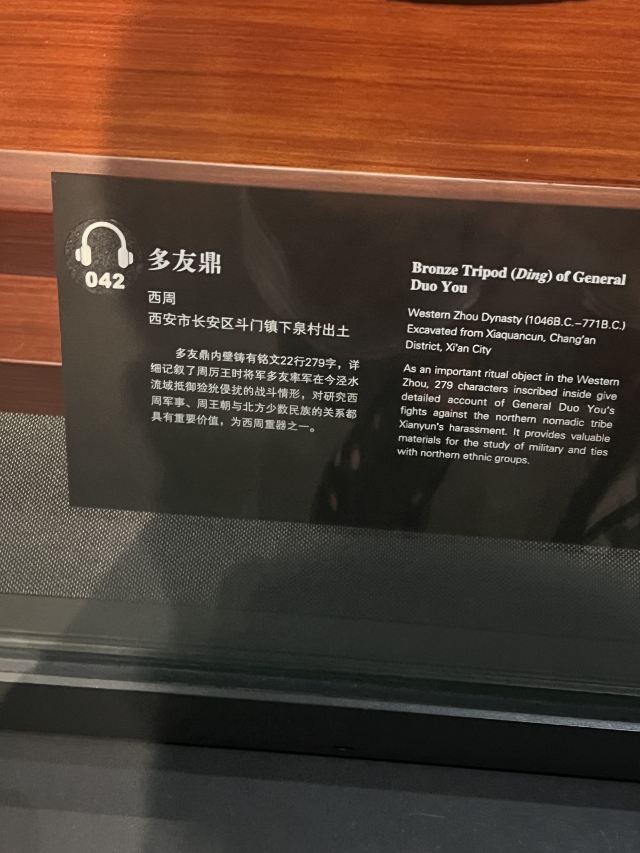 042
多友鼎
西周
西安市长安区斗门镇下泉村出土
多友鼎内壁铸有铭文22行279字，详
细记叙了周厉王时将军多友率军在今泾水
流域抵御猃狁侵扰的战斗情形，对研究西
周军事、周王朝与北方少数民族的关系都
具有重要价值，为西周重器之一。
Bronze Tripod (Ding) of General
Duo You
Western Zhou Dynasty (1046B.C.–771B.C.)
Excavated from Xiaquancun, Chang'an
District, Xi'an City
As an important ritual object in the Western
Zhou, 279 characters inscribed inside give
detailed account of General Duo You's
fights against the northern nomadic tribe
Xianyun's harassment. It provides valuable
materials for the study of military and ties
with northern ethnic groups.